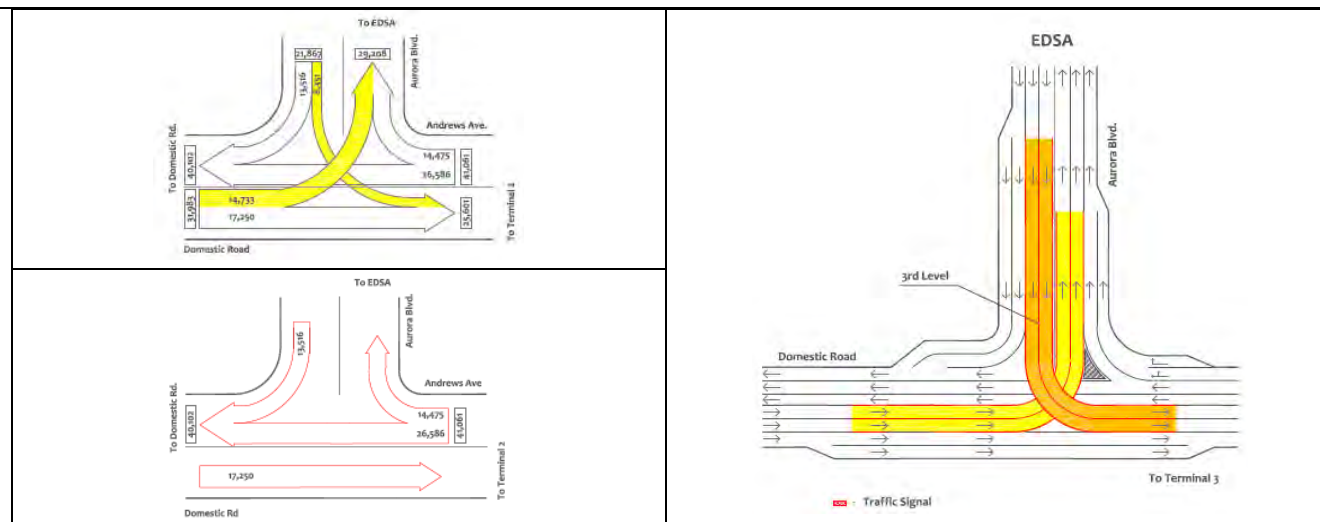 To EDSA
21,867
29,208
13,516
8,351
Aurora Blvd.
Andrews Ave.
To Domestic Rd.
40,102
14,475
26,586
41,061
31,983
14,733
17,250
25,601
To Terminal 2
Domestic Road
To EDSA
13,516
Aurora Blvd.
Andrews Ave
To Domestic Rd.
40,102
14,475
26,586
41,061
17,250
To Terminal 2
Domestic Rd
EDSA
Aurora Blvd.
3rd Level
Domestic Road
To Terminal 3
- Traffic Signal